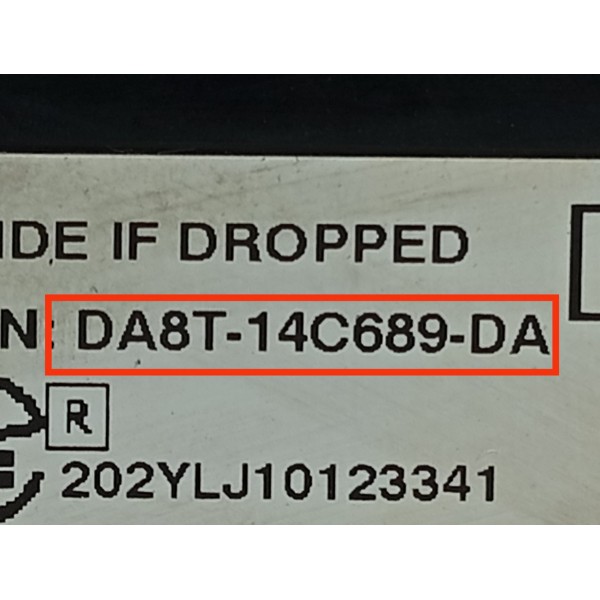 IDE IF DROPPED
N: DA8T-14C689-DA
R
202YLJ10123341